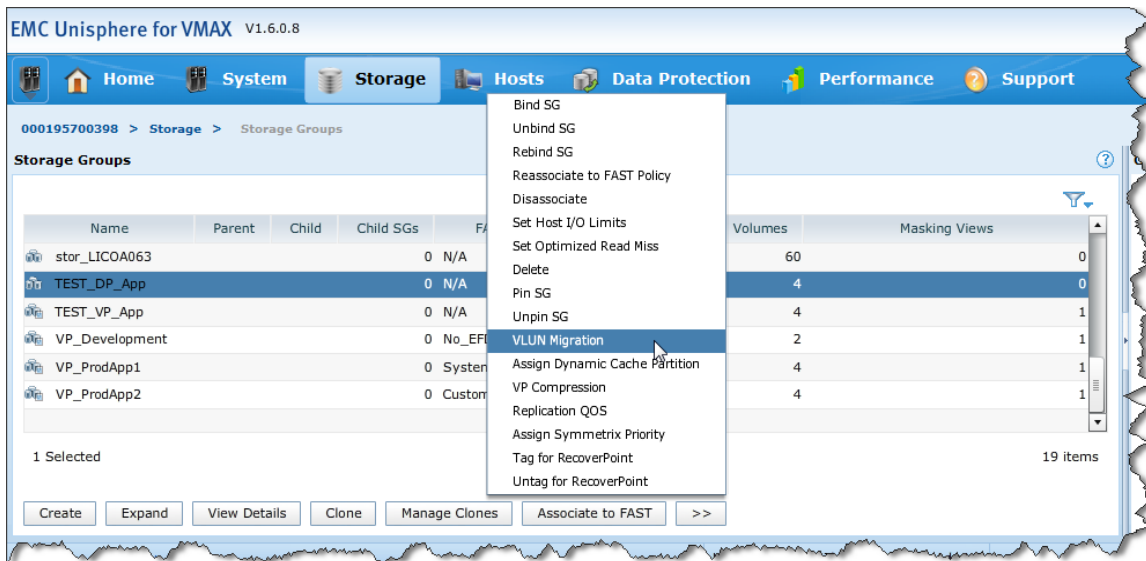 EMC Unisphere for VMAX V1.6.0.8
Home System Storage Hosts Data Protection Performance Support
000195700398 > Storage > Storage Groups
Storage Groups
Name Parent Child Child SGs FA Volumes Masking Views
stor_LICOA063 0 N/A 60 0
TEST_DP_App 0 N/A 4 0
TEST_VP_App 0 N/A 4 1
VP_Development 0 No_EFD 2 1
VP_ProdApp1 0 System 4 1
VP_ProdApp2 0 Custom 4 1
Bind SG
Unbind SG
Rebind SG
Reassociate to FAST Policy
Disassociate
Set Host I/O Limits
Set Optimized Read Miss
Delete
Pin SG
Unpin SG
VLUN Migration
Assign Dynamic Cache Partition
VP Compression
Replication QOS
Assign Symmetrix Priority
Tag for RecoverPoint
Untag for RecoverPoint
1 Selected 19 items
Create Expand View Details Clone Manage Clones Associate to FAST >>